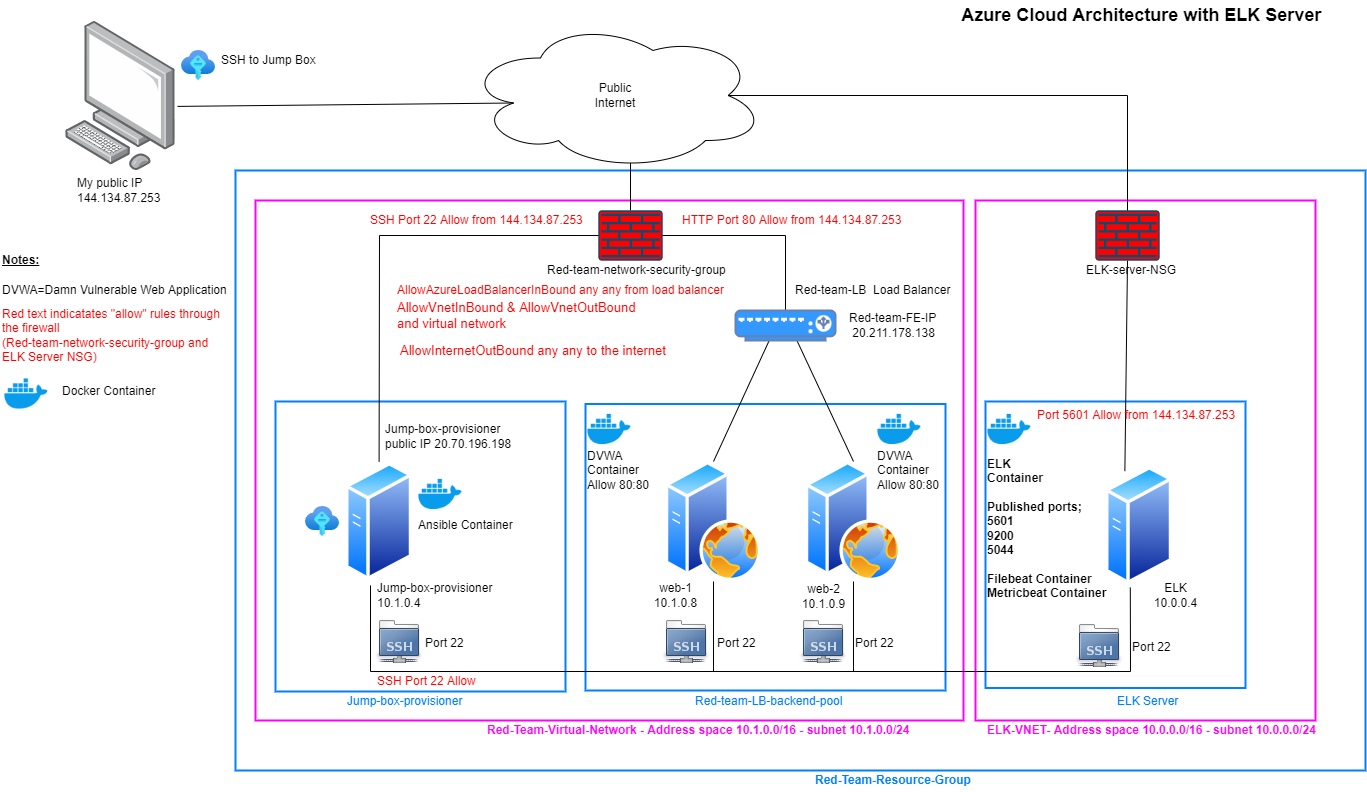 Azure Cloud Architecture with ELK Server
SSH to Jump Box
Public
Internet
My public IP
144.134.87.253
SSH Port 22 Allow from 144.134.87.253
HTTP Port 80 Allow from 144.134.87.253
Red-team-network-security-group
ELK-server-NSG
Notes:
DVWA=Damn Vulnerable Web Application
Red text indicatates "allow" rules through
the firewall
(Red-team-network-security-group and
ELK Server NSG)
Docker Container
AllowAzureLoadBalancerInBound any any from load balancer
AllowVnetInBound & AllowVnetOutBound
and virtual network
AllowInternetOutBound any any to the internet
Red-team-LB Load Balancer
Red-team-FE-IP
20.211.178.138
Jump-box-provisioner
public IP 20.70.196.198
Ansible Container
Jump-box-provisioner
10.1.0.4
SSH
Port 22
SSH Port 22 Allow
Jump-box-provisioner
DVWA
Container
Allow 80:80
web-1
10.1.0.8
SSH
Port 22
DVWA
Container
Allow 80:80
web-2
10.1.0.9
SSH
Port 22
Red-team-LB-backend-pool
Port 5601 Allow from 144.134.87.253
ELK
Container
Published ports;
5601
9200
5044
Filebeat Container
Metricbeat Container
ELK
10.0.0.4
SSH
Port 22
ELK Server
Red-Team-Virtual-Network - Address space 10.1.0.0/16 - subnet 10.1.0.0/24
ELK-VNET- Address space 10.0.0.0/16 - subnet 10.0.0.0/24
Red-Team-Resource-Group